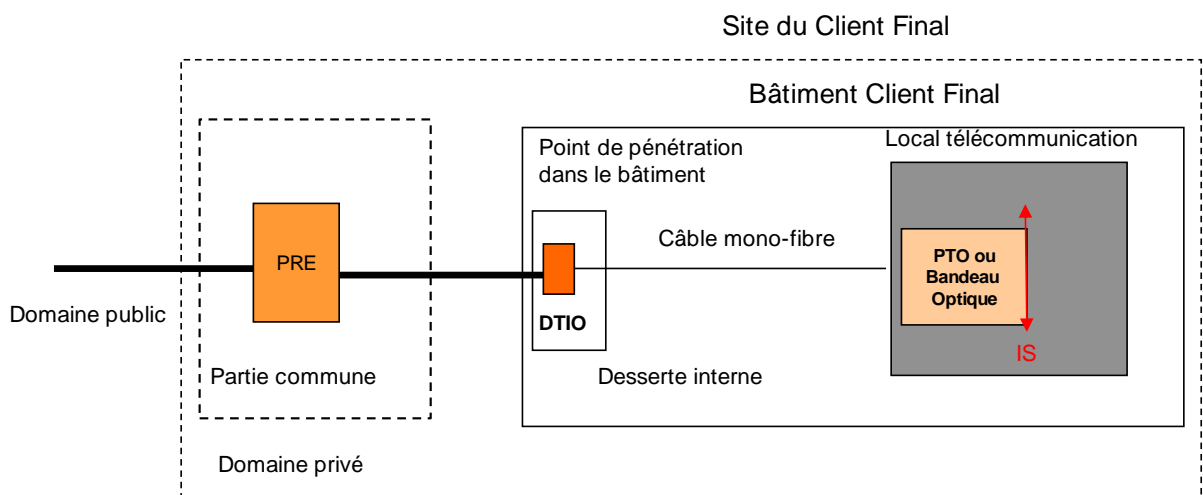 Site du Client Final
Bâtiment Client Final
Point de pénétration
dans le bâtiment
Local télécommunication
PRE
Câble mono-fibre
PTO ou
Bandeau
Optique
Domaine public
DTIO
IS
Partie commune
Desserte interne
Domaine privé